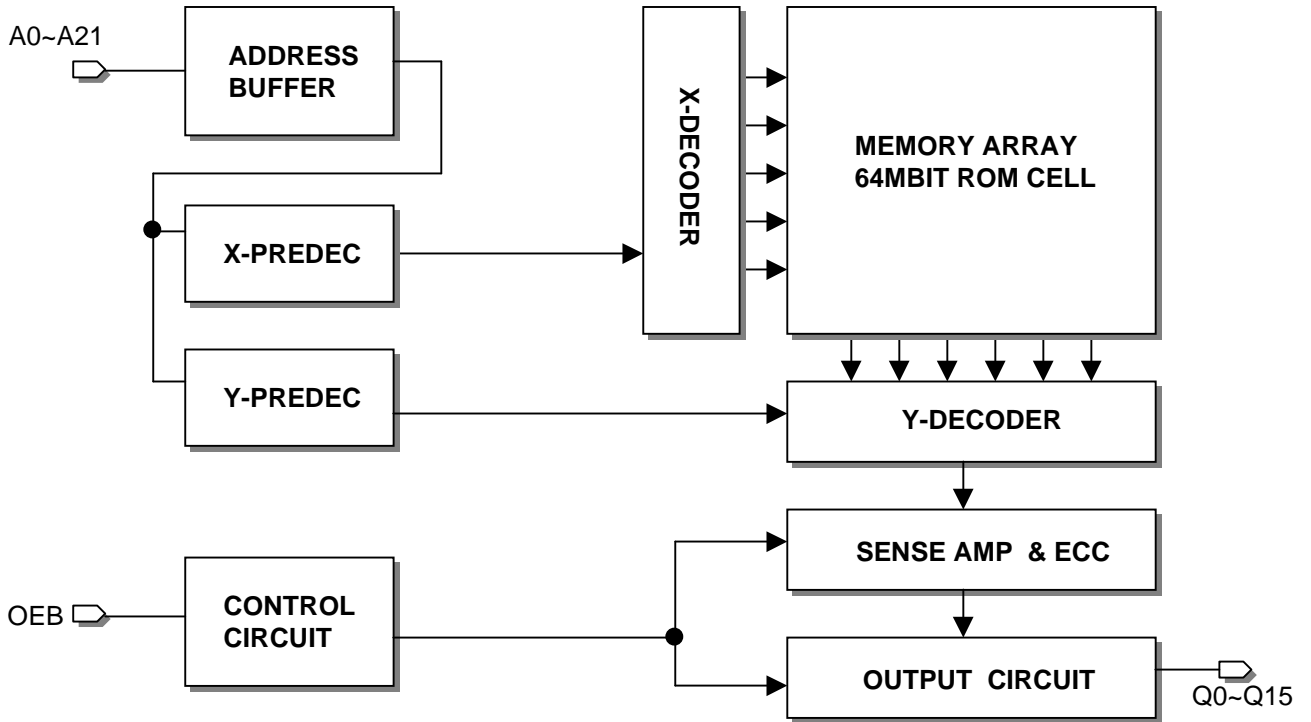 A0~A21
ADDRESS
BUFFER
X-DECODER
MEMORY ARRAY
64MBIT ROM CELL
X-PREDEC
Y-PREDEC
Y-DECODER
SENSE AMP & ECC
OEB
CONTROL
CIRCUIT
OUTPUT CIRCUIT
Q0~Q15